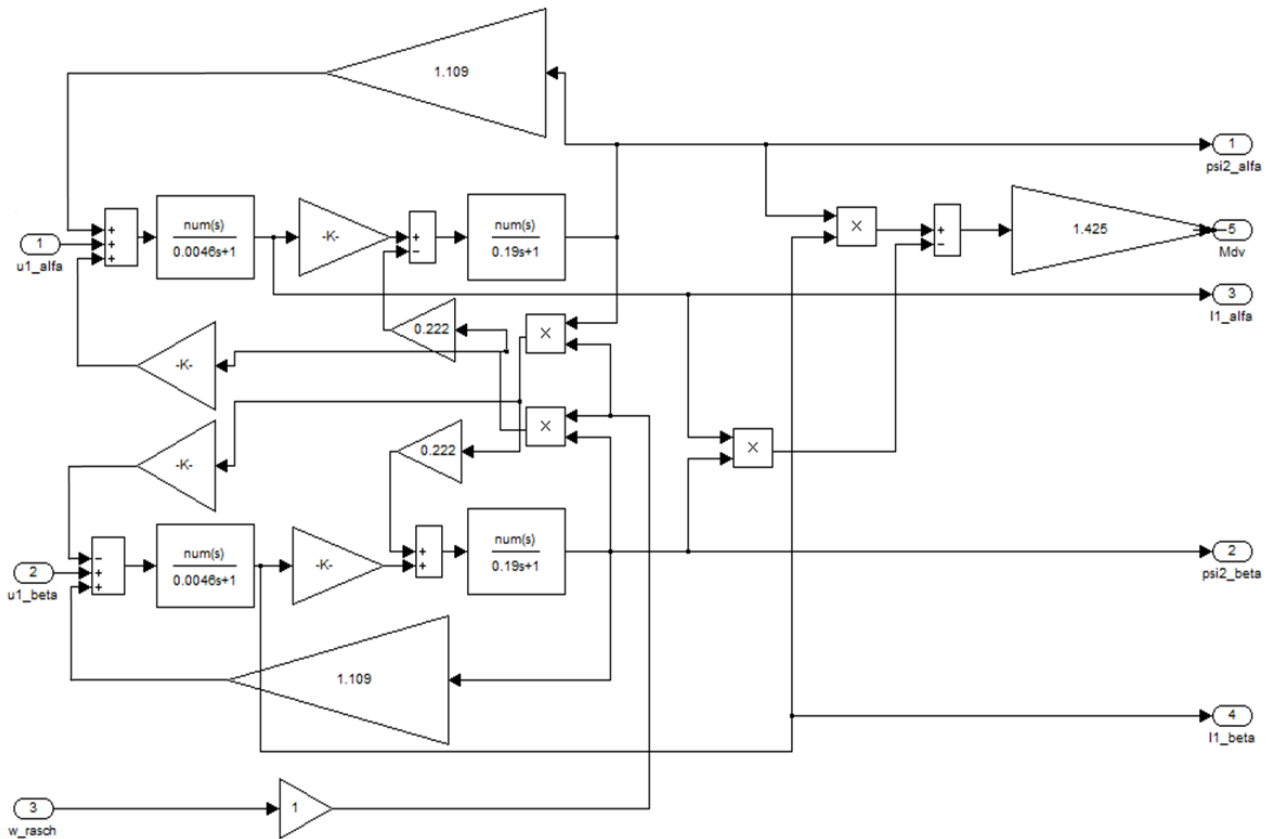 1.109
1
psi2_alfa
num(s)
0.0046s+1
-K-
num(s)
0.19s+1
+
+
+
+
−
1
u1_alfa
X
+
−
1.425
5
Mdv
3
I1_alfa
0.222
X
-K-
X
-K-
0.222
X
num(s)
0.0046s+1
-K-
num(s)
0.19s+1
−
+
+
+
+
2
u1_beta
2
psi2_beta
1.109
4
I1_beta
3
w_rasch
1